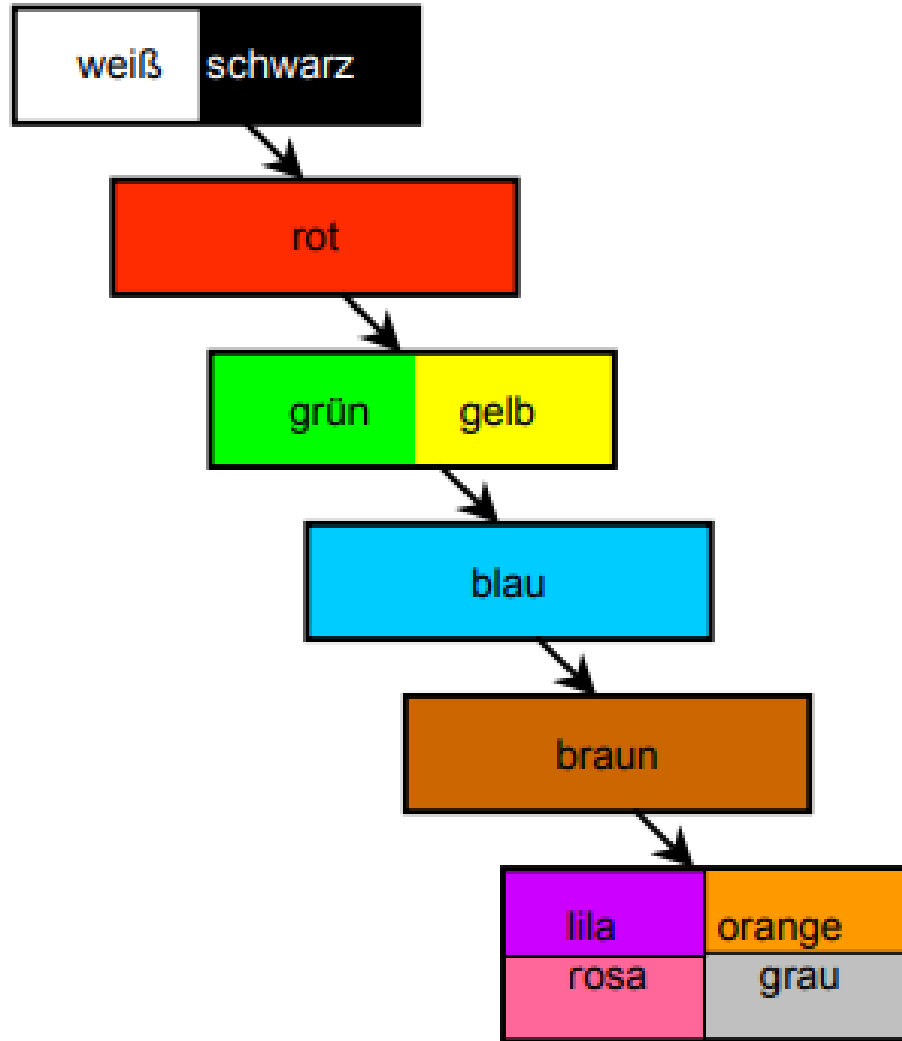 weiß schwarz
rot
grün gelb
blau
braun
lila orange
rosa grau